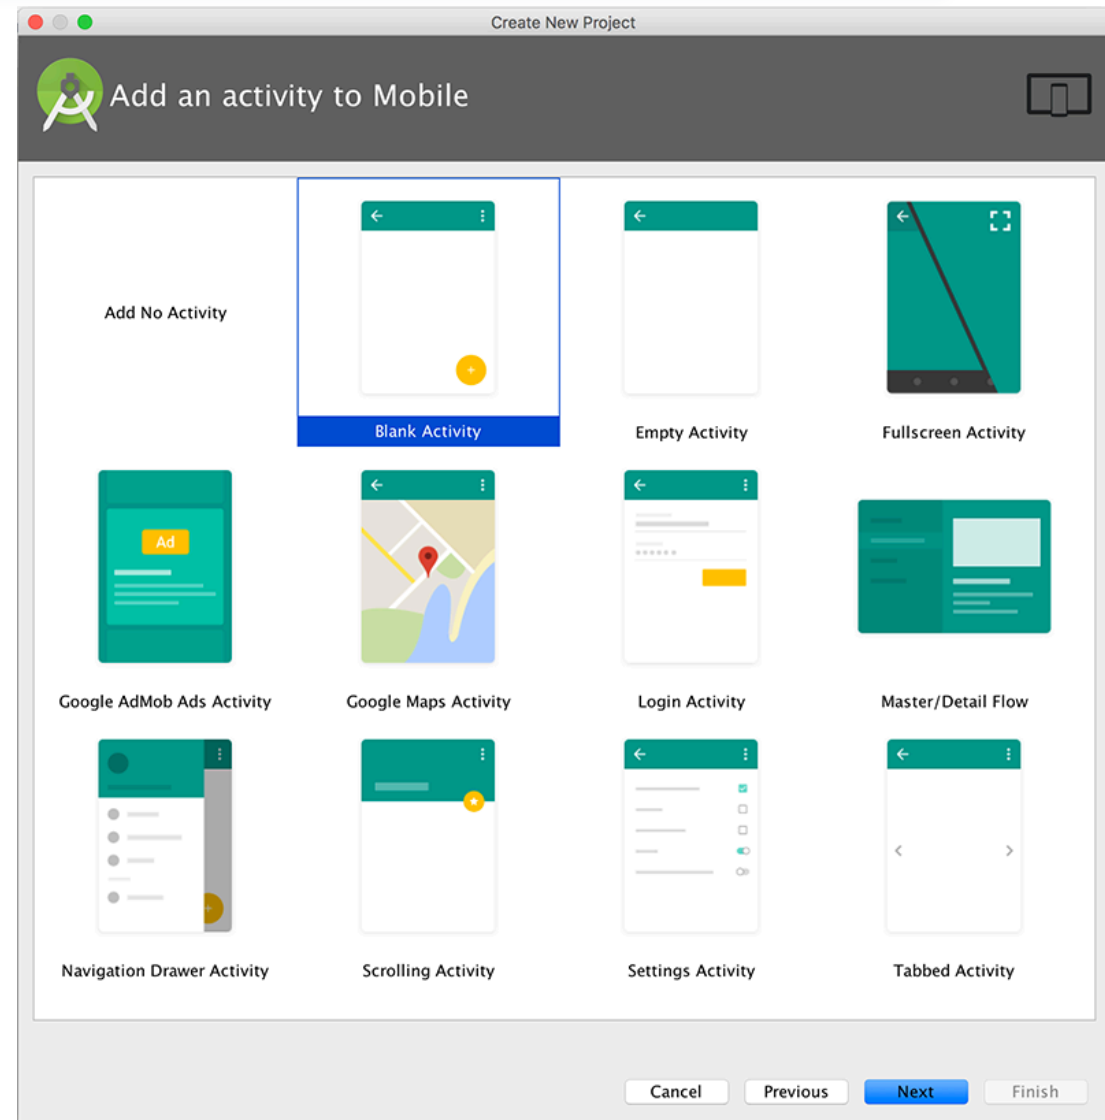 Create New Project
Add an activity to Mobile
Add No Activity
Blank Activity
Empty Activity
Fullscreen Activity
Ad
Google AdMob Ads Activity
Google Maps Activity
Login Activity
Master/Detail Flow
Navigation Drawer Activity
Scrolling Activity
Settings Activity
Tabbed Activity
Cancel
Previous
Next
Finish